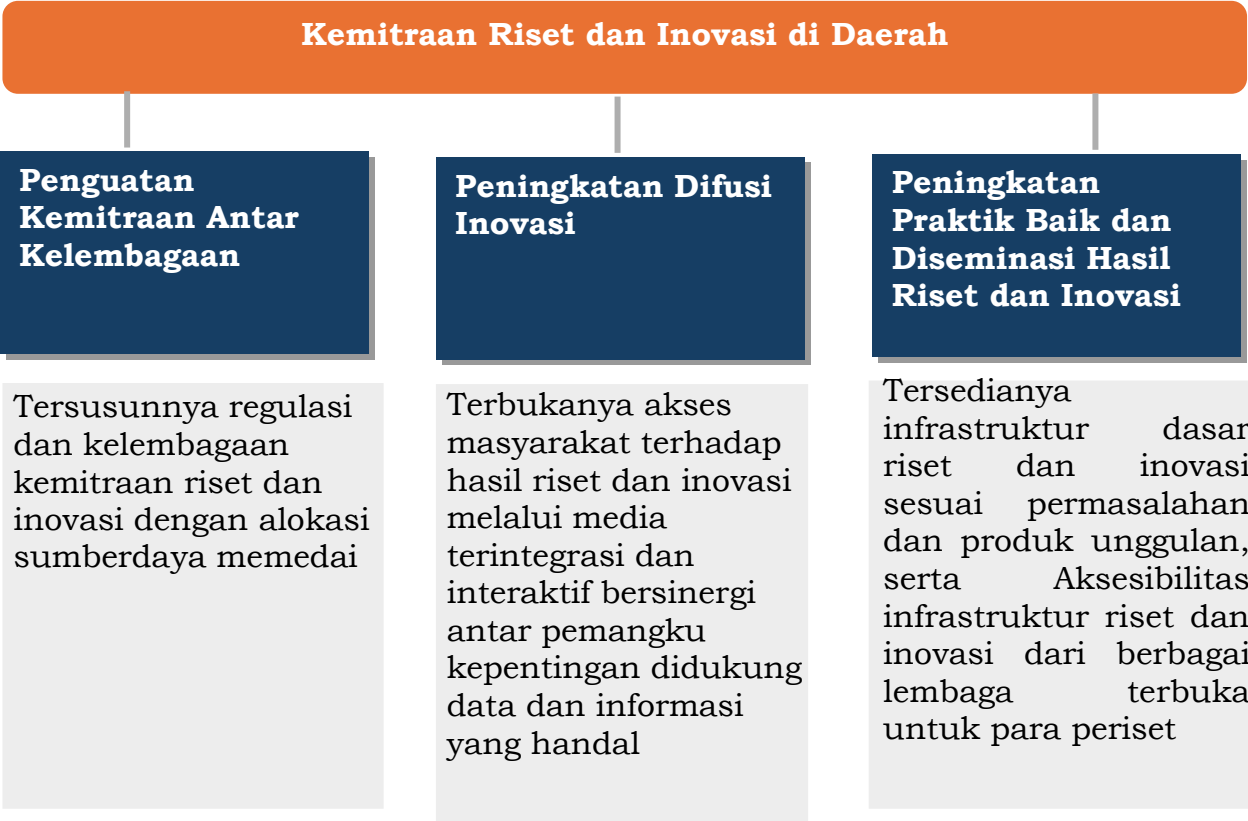 Kemitraan Riset dan Inovasi di Daerah
Penguatan
Kemitraan Antar
Kelembagaan
Tersusunnya regulasi
dan kelembagaan
kemitraan riset dan
inovasi dengan alokasi
sumberdaya memedai
Peningkatan Difusi
Inovasi
Terbukanya akses
masyarakat terhadap
hasil riset dan inovasi
melalui media
terintegrasi dan
interaktif bersinergi
antar pemangku
kepentingan didukung
data dan informasi
yang handal
Peningkatan
Praktik Baik dan
Diseminasi Hasil
Riset dan Inovasi
Tersedianya
infrastruktur dasar
riset dan inovasi
sesuai permasalahan
dan produk unggulan,
serta Aksesibilitas
infrastruktur riset dan
inovasi dari berbagai
lembaga terbuka
untuk para periset